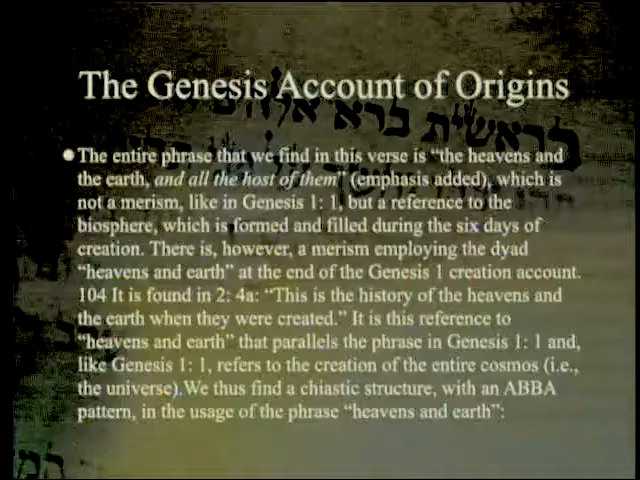 The Genesis Account of Origins
בראשית ברא אלהים
The entire phrase that we find in this verse is “the heavens and
the earth, and all the host of them” (emphasis added), which is
not a merism, like in Genesis 1: 1, but a reference to the
biosphere, which is formed and filled during the six days of
creation. There is, however, a merism employing the dyad
“heavens and earth” at the end of the Genesis 1 creation account.
104 It is found in 2: 4a: “This is the history of the heavens and
the earth when they were created.” It is this reference to
“heavens and earth” that parallels the phrase in Genesis 1: 1 and,
like Genesis 1: 1, refers to the creation of the entire cosmos (i.e.,
the universe).We thus find a chiastic structure, with an ABBA
pattern, in the usage of the phrase “heavens and earth”: